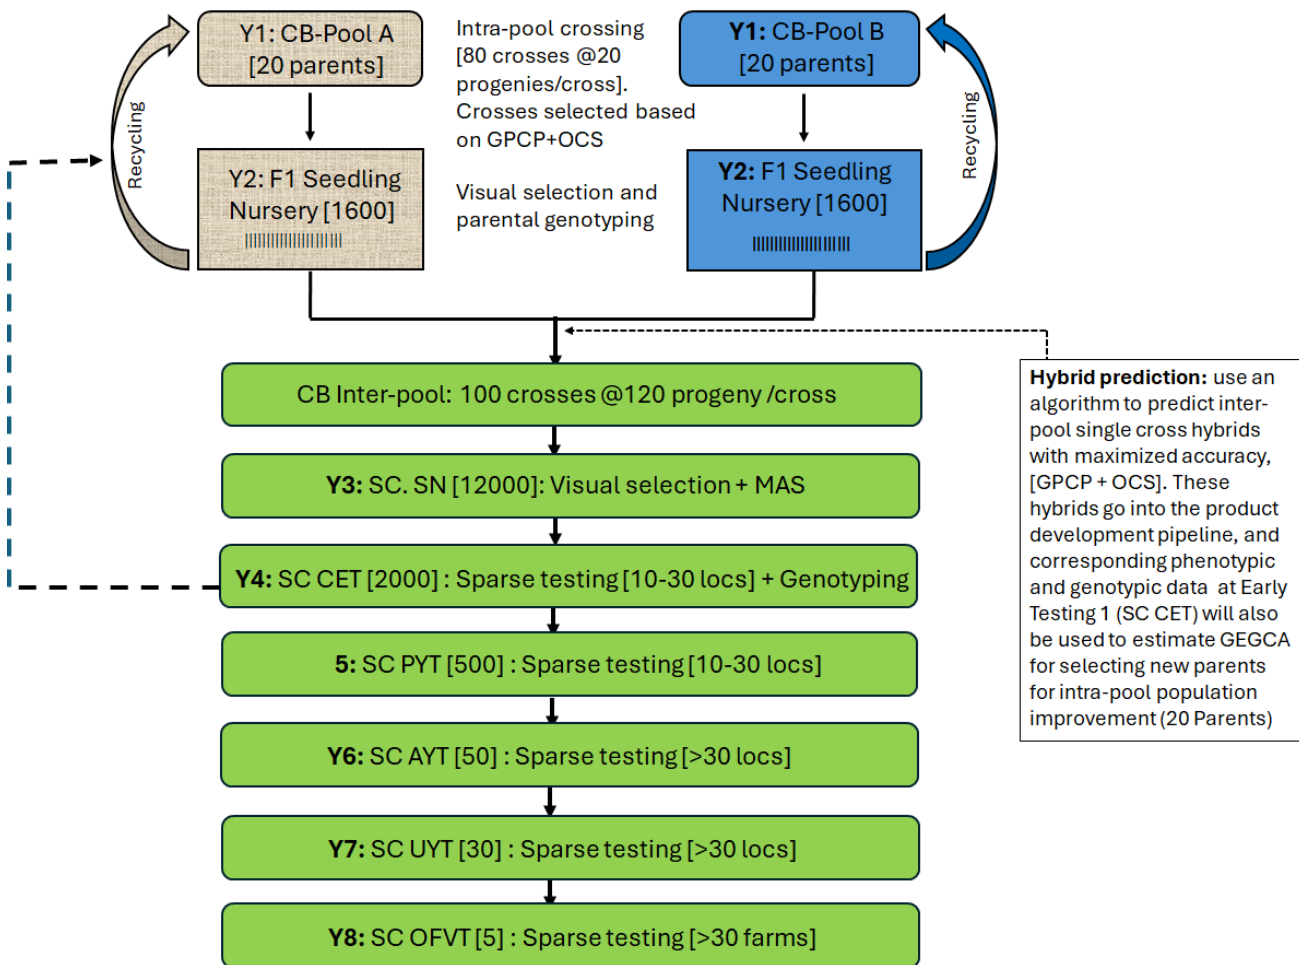 Y1: CB-Pool A
[20 parents]
Intra-pool crossing
[80 crosses @20
progenies/cross].
Crosses selected based
on GPCP+OCS
Y1: CB-Pool B
[20 parents]
Recycling
Recycling
Y2: F1 Seedling
Nursery [1600]
Visual selection and
parental genotyping
Y2: F1 Seedling
Nursery [1600]
CB Inter-pool: 100 crosses @120 progeny /cross
Y3: SC. SN [12000]: Visual selection + MAS
Y4: SC CET [2000] : Sparse testing [10-30 locs] + Genotyping
5: SC PYT [500] : Sparse testing [10-30 locs]
Y6: SC AYT [50] : Sparse testing [>30 locs]
Y7: SC UYT [30] : Sparse testing [>30 locs]
Y8: SC OFVT [5] : Sparse testing [>30 farms]
Hybrid prediction: use an
algorithm to predict inter-
pool single cross hybrids
with maximized accuracy,
[GPCP + OCS]. These
hybrids go into the product
development pipeline, and
corresponding phenotypic
and genotypic data at Early
Testing 1 (SC CET) will also
be used to estimate GEGCA
for selecting new parents
for intra-pool population
improvement (20 Parents)